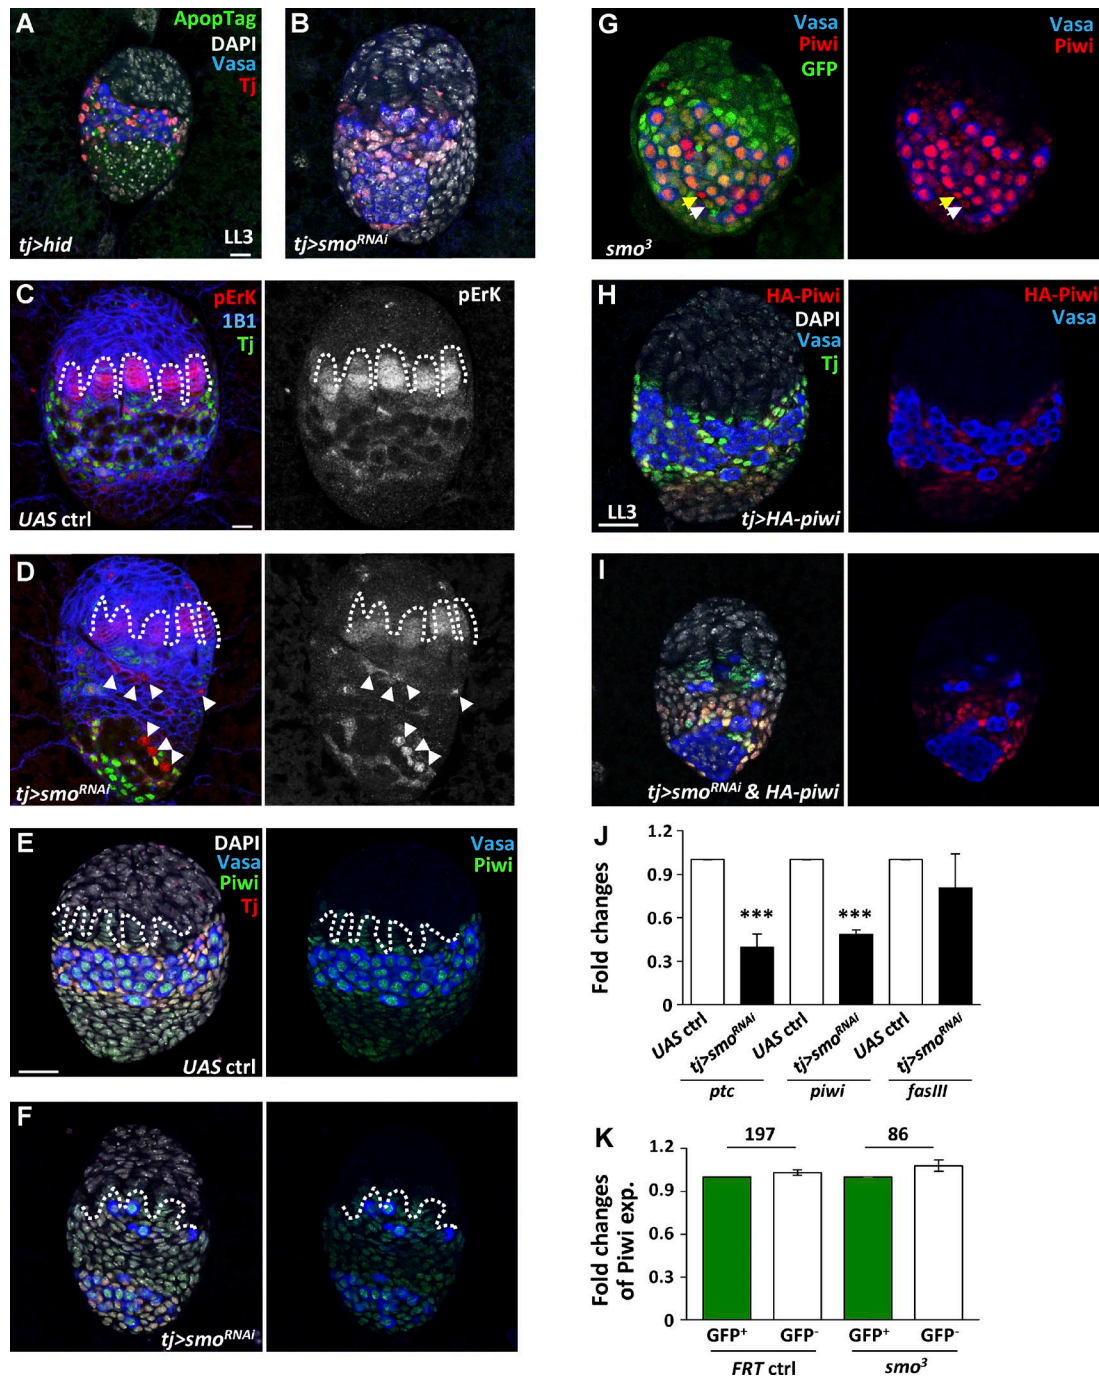 A
ApopTag
DAPI
Vasa
Tj
tj>hid
LL3
B
tj>smo^RNAi
C
pErK
1B1
Tj
UAS ctrl
pErK
D
tj>smo^RNAi
E
DAPI
Vasa
Piwi
Tj
UAS ctrl
Vasa
Piwi
F
tj>smo^RNAi
G
Vasa
Piwi
GFP
smo³
Vasa
Piwi
H
HA-Piwi
DAPI
Vasa
Tj
LL3
tj>HA-piwi
HA-Piwi
Vasa
I
tj>smo^RNAi & HA-piwi
J
Fold changes
1.2
0.9
0.6
0.3
0
***
***
UAS ctrl
tj>smo^RNAi
UAS ctrl
tj>smo^RNAi
UAS ctrl
tj>smo^RNAi
ptc
piwi
fasIII
K
Fold changes
of Piwi exp.
1.2
0.9
0.6
0.3
0
197
86
GFP⁺
GFP⁻
GFP⁺
GFP⁻
FRT ctrl
smo³